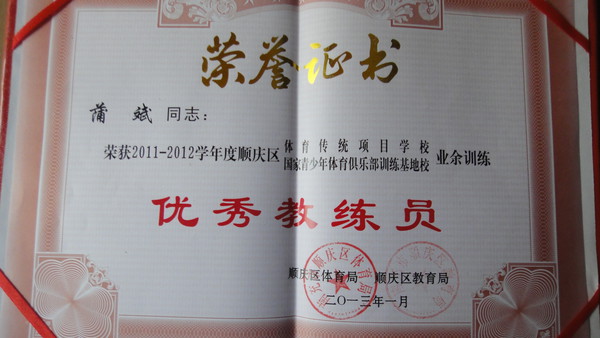 荣誉证书
蒲 斌 同志：
荣获2011-2012学年度顺庆区 体育传统项目学校 业余训练
国家青少年体育俱乐部训练基地校
优秀教练员
顺庆区体育局 顺庆区教育局
二〇一三年一月